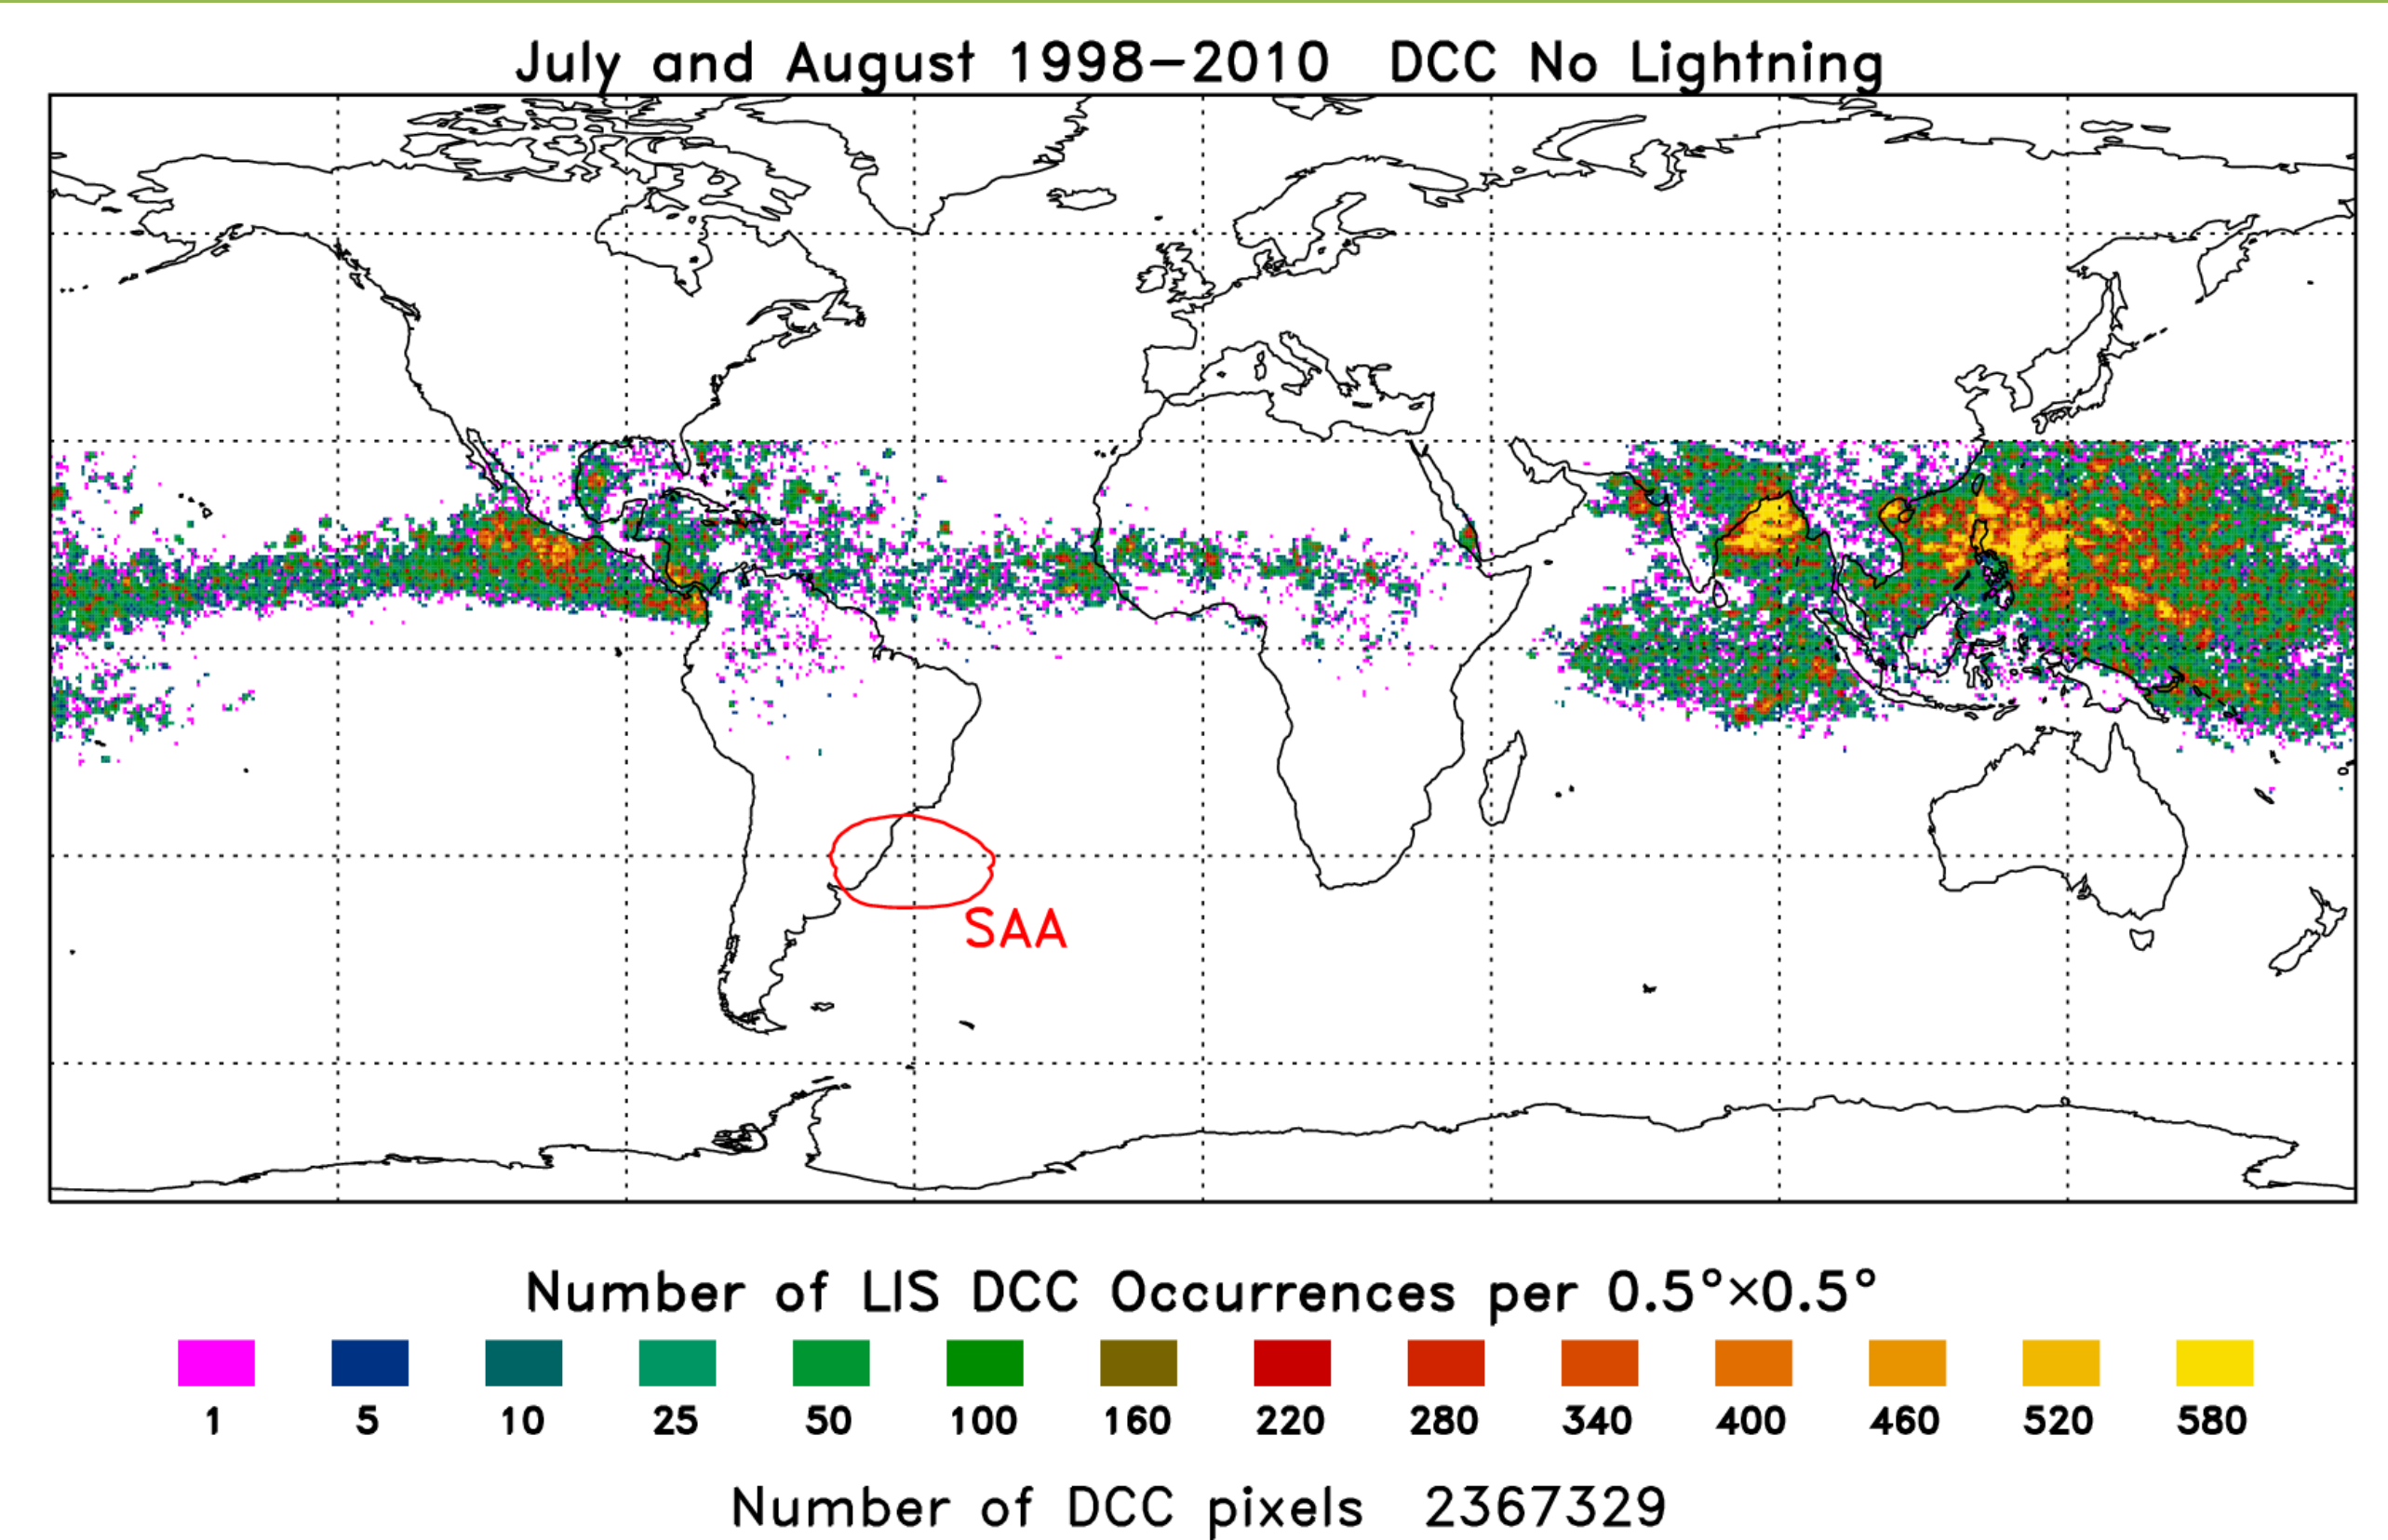 July and August 1998–2010 DCC No Lightning
SAA
Number of LIS DCC Occurrences per 0.5°×0.5°
1 5 10 25 50 100 160 220 280 340 400 460 520 580
Number of DCC pixels 2367329